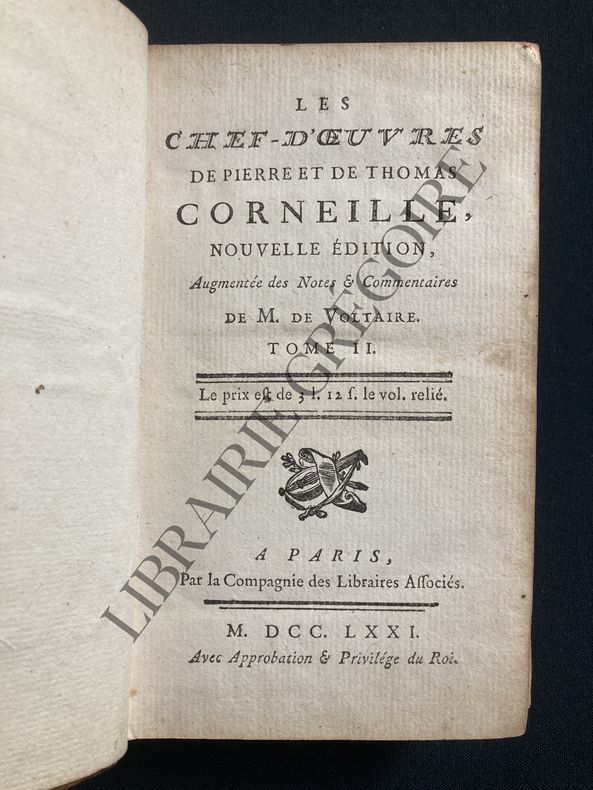 LES
CHEF-D'ŒUVRES
DE PIERRE ET DE THOMAS
CORNEILLE,
NOUVELLE ÉDITION,
Augmentée des Notes & Commentaires
DE M. DE VOLTAIRE.
TOME II.
Le prix est de 3 l. 12 ſ. le vol. relié.
A PARIS,
Par la Compagnie des Libraires Aſſociés.
M. DCC. LXXI.
Avec Approbation & Privilége du Roi.
LIBRAIRIE GREGOIRE